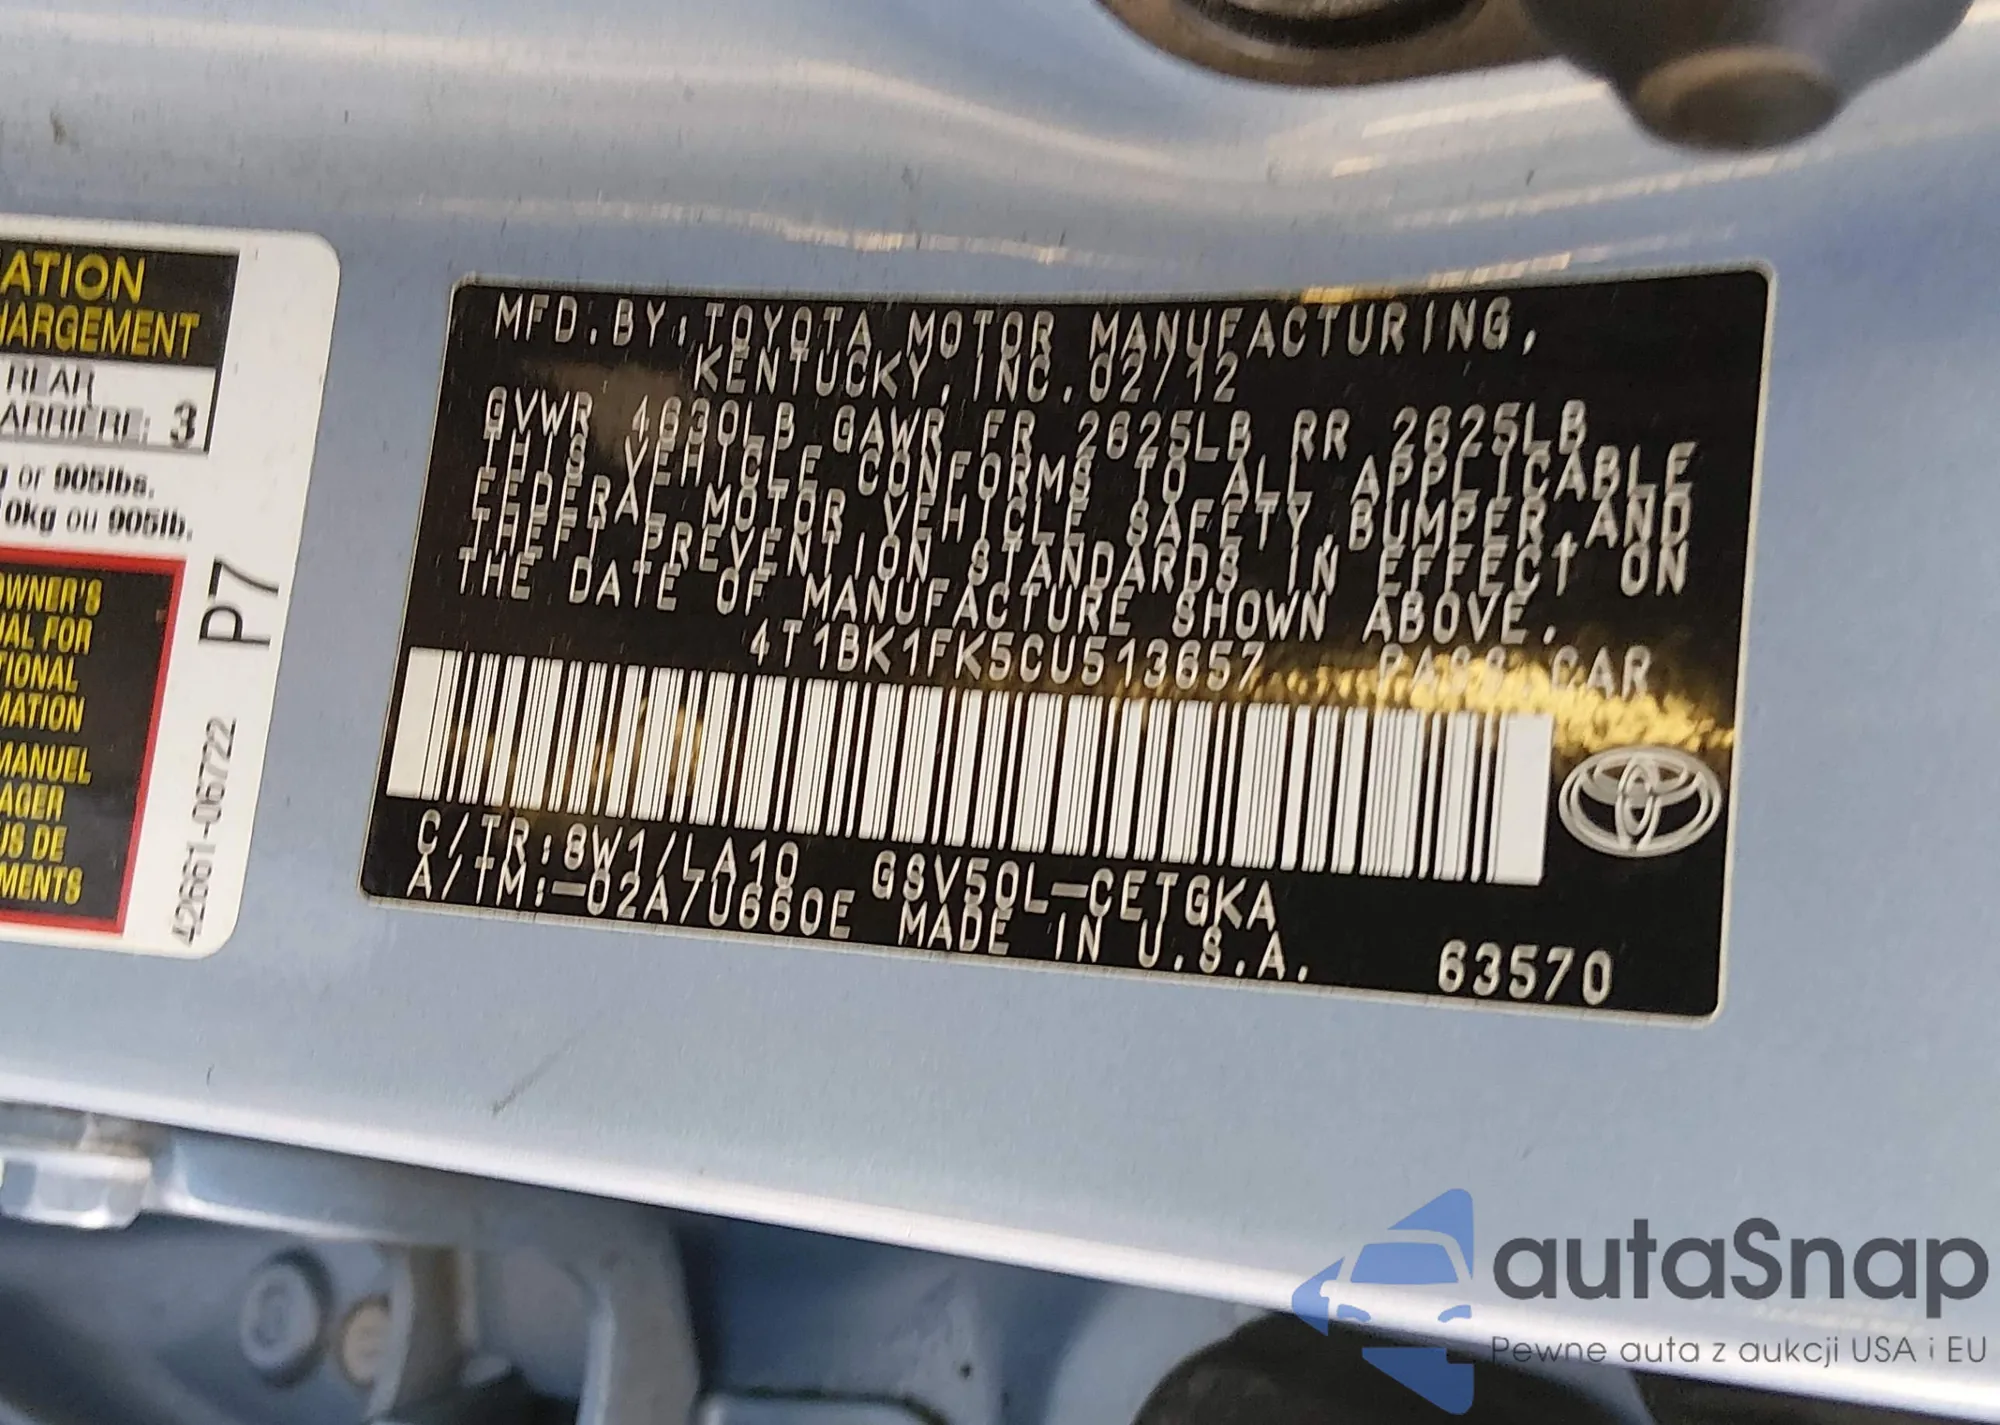 ATION
HARGEMENT
REAR
ARRIÈRE: 3
g or 905lbs.
0kg ou 905lb.
OWNER'S
UAL FOR
TIONAL
MATION
MANUEL
AGER
US DE
MENTS
P7
42661-06722
MFD.BY:TOYOTA MOTOR MANUFACTURING,
KENTUCKY,INC.02/12
GVWR 4630LB GAWR FR 2625LB RR 2625LB
THIS VEHICLE CONFORMS TO ALL APPLICABLE
FEDERAL MOTOR VEHICLE SAFETY,BUMPER AND
THEFT PREVENTION STANDARDS IN EFFECT ON
THE DATE OF MANUFACTURE SHOWN ABOVE.
4T1BK1FK5CU513657 PASS.CAR
C/TR:8W1/LA10 GSV50L-CETGKA
A/TM:-02A/U660E MADE IN U.S.A. 63570
autaSnap
Pewne auta z aukcji USA i EU